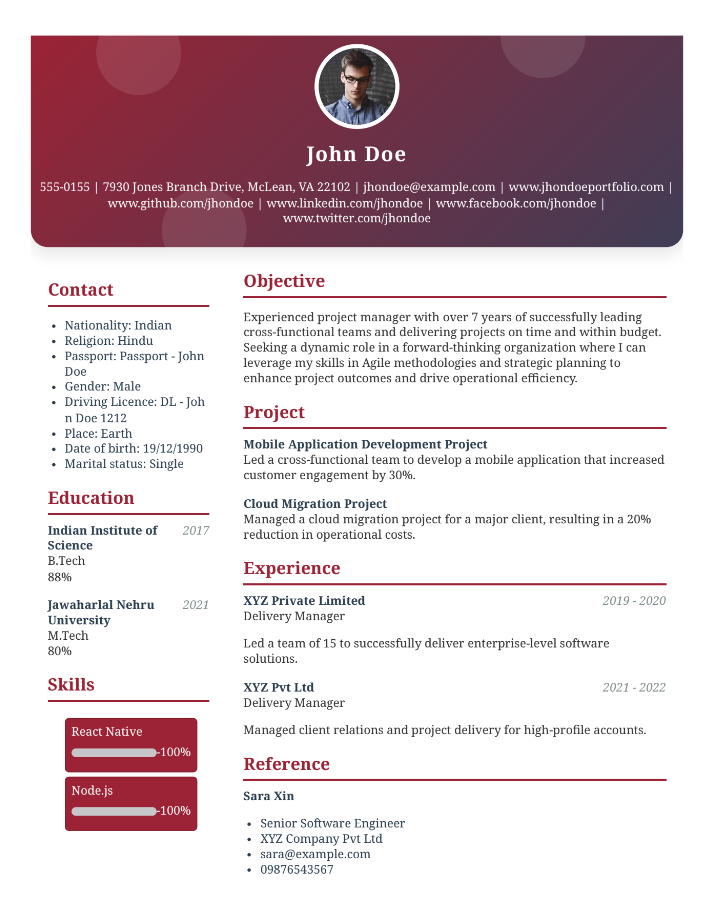 John Doe
555-0155 | 7930 Jones Branch Drive, McLean, VA 22102 | jhondoe@example.com | www.jhondoeportfolio.com |
www.github.com/jhondoe | www.linkedin.com/jhondoe | www.facebook.com/jhondoe |
www.twitter.com/jhondoe
Contact
• Nationality: Indian
• Religion: Hindu
• Passport: Passport - John
Doe
• Gender: Male
• Driving Licence: DL - Joh
n Doe 1212
• Place: Earth
• Date of birth: 19/12/1990
• Marital status: Single
Education
Indian Institute of 2017
Science
B.Tech
88%
Jawaharlal Nehru 2021
University
M.Tech
80%
Skills
React Native
-100%
Node.js
-100%
Objective
Experienced project manager with over 7 years of successfully leading
cross-functional teams and delivering projects on time and within budget.
Seeking a dynamic role in a forward-thinking organization where I can
leverage my skills in Agile methodologies and strategic planning to
enhance project outcomes and drive operational efficiency.
Project
Mobile Application Development Project
Led a cross-functional team to develop a mobile application that increased
customer engagement by 30%.
Cloud Migration Project
Managed a cloud migration project for a major client, resulting in a 20%
reduction in operational costs.
Experience
XYZ Private Limited 2019 - 2020
Delivery Manager
Led a team of 15 to successfully deliver enterprise-level software
solutions.
XYZ Pvt Ltd 2021 - 2022
Delivery Manager
Managed client relations and project delivery for high-profile accounts.
Reference
Sara Xin
• Senior Software Engineer
• XYZ Company Pvt Ltd
• sara@example.com
• 09876543567